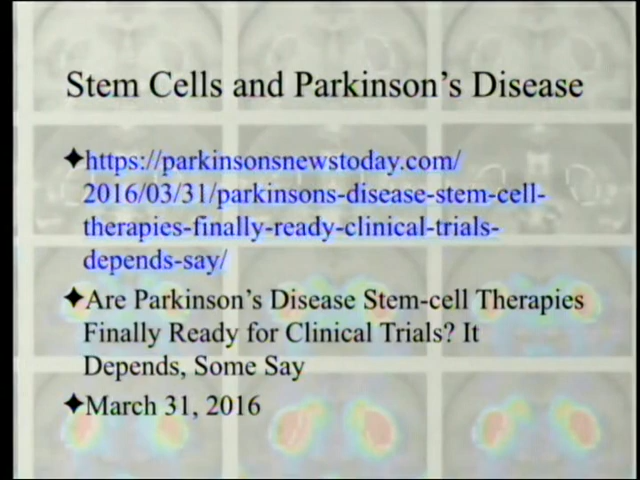 Stem Cells and Parkinson's Disease
✦https://parkinsonsnewstoday.com/
2016/03/31/parkinsons-disease-stem-cell-
therapies-finally-ready-clinical-trials-
depends-say/
✦Are Parkinson's Disease Stem-cell Therapies
Finally Ready for Clinical Trials? It
Depends, Some Say
✦March 31, 2016